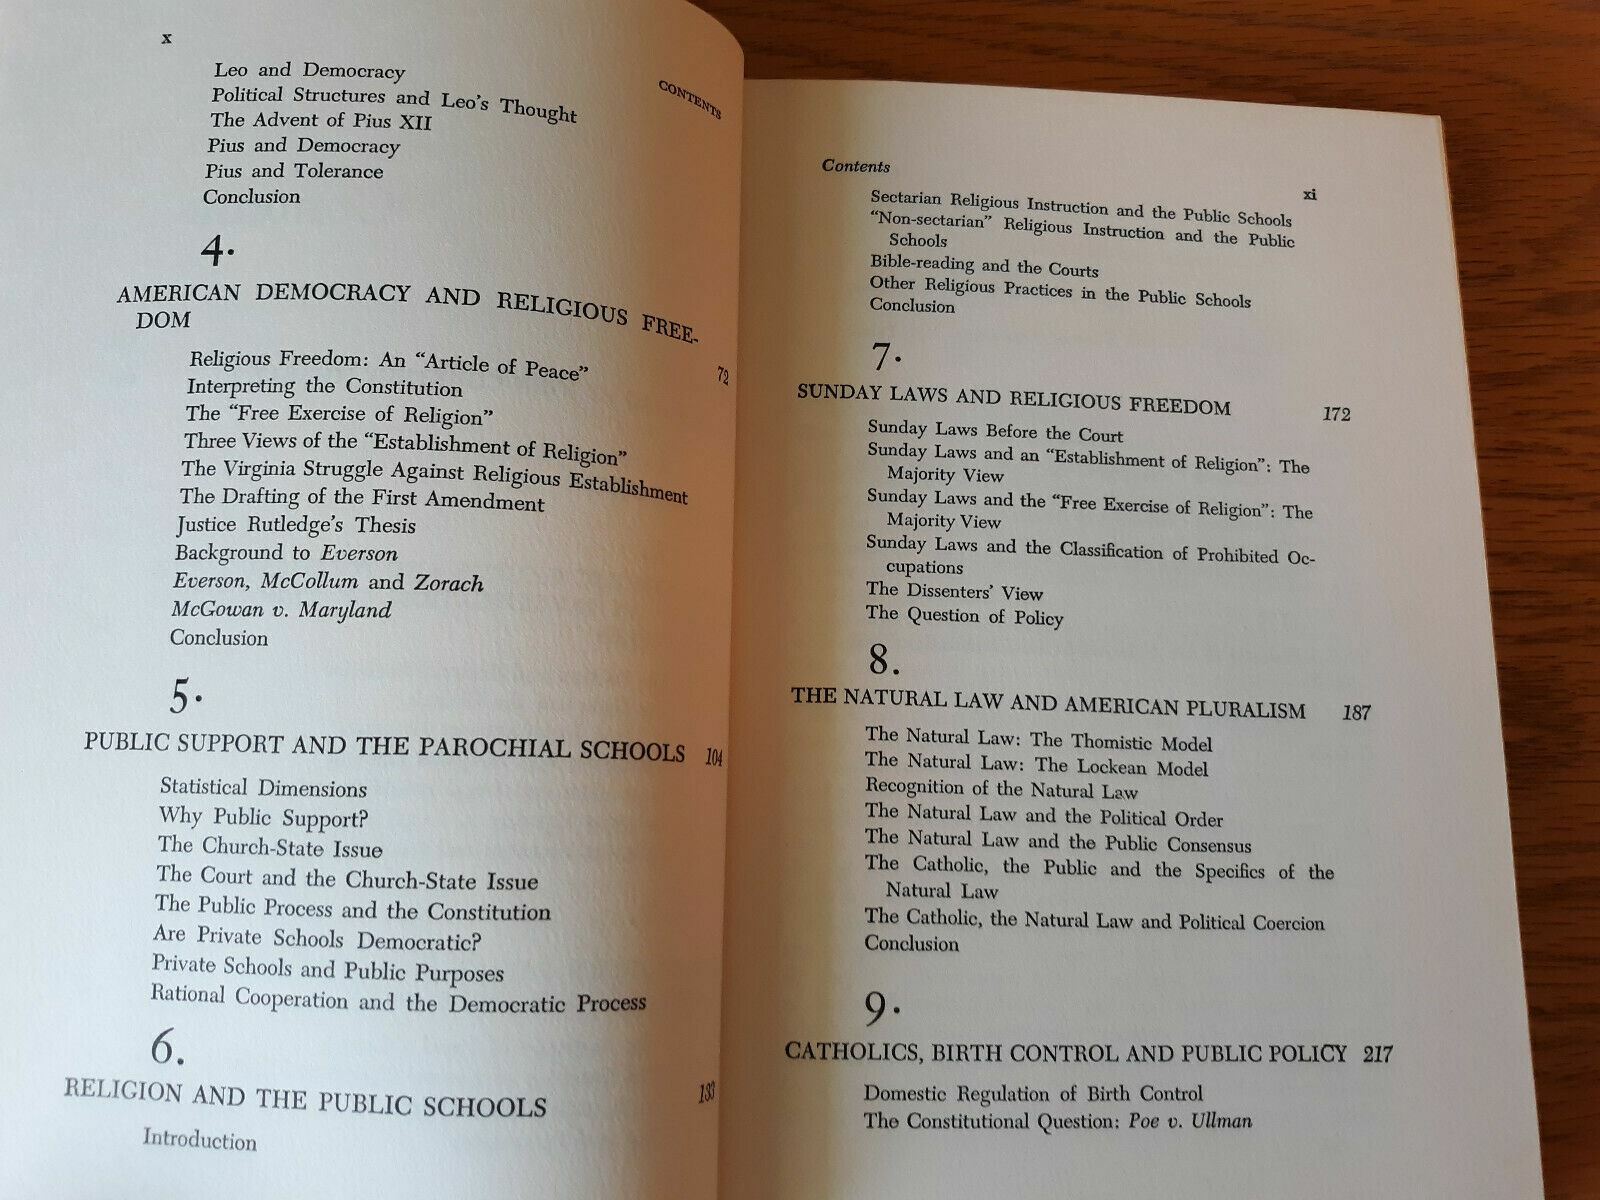 x
CONTENTS
Leo and Democracy
Political Structures and Leo's Thought
The Advent of Pius XII
Pius and Democracy
Pius and Tolerance
Conclusion
4.
AMERICAN DEMOCRACY AND RELIGIOUS FREE-
DOM 72
Religious Freedom: An "Article of Peace"
Interpreting the Constitution
The "Free Exercise of Religion"
Three Views of the "Establishment of Religion"
The Virginia Struggle Against Religious Establishment
The Drafting of the First Amendment
Justice Rutledge's Thesis
Background to Everson
Everson, McCollum and Zorach
McGowan v. Maryland
Conclusion
5.
PUBLIC SUPPORT AND THE PAROCHIAL SCHOOLS 104
Statistical Dimensions
Why Public Support?
The Church-State Issue
The Court and the Church-State Issue
The Public Process and the Constitution
Are Private Schools Democratic?
Private Schools and Public Purposes
Rational Cooperation and the Democratic Process
6.
RELIGION AND THE PUBLIC SCHOOLS 133
Introduction
Contents xi
Sectarian Religious Instruction and the Public Schools
"Non-sectarian" Religious Instruction and the Public
Schools
Bible-reading and the Courts
Other Religious Practices in the Public Schools
Conclusion
7.
SUNDAY LAWS AND RELIGIOUS FREEDOM 172
Sunday Laws Before the Court
Sunday Laws and an "Establishment of Religion": The
Majority View
Sunday Laws and the "Free Exercise of Religion": The
Majority View
Sunday Laws and the Classification of Prohibited Oc-
cupations
The Dissenters' View
The Question of Policy
8.
THE NATURAL LAW AND AMERICAN PLURALISM 187
The Natural Law: The Thomistic Model
The Natural Law: The Lockean Model
Recognition of the Natural Law
The Natural Law and the Political Order
The Natural Law and the Public Consensus
The Catholic, the Public and the Specifics of the
Natural Law
The Catholic, the Natural Law and Political Coercion
Conclusion
9.
CATHOLICS, BIRTH CONTROL AND PUBLIC POLICY 217
Domestic Regulation of Birth Control
The Constitutional Question: Poe v. Ullman